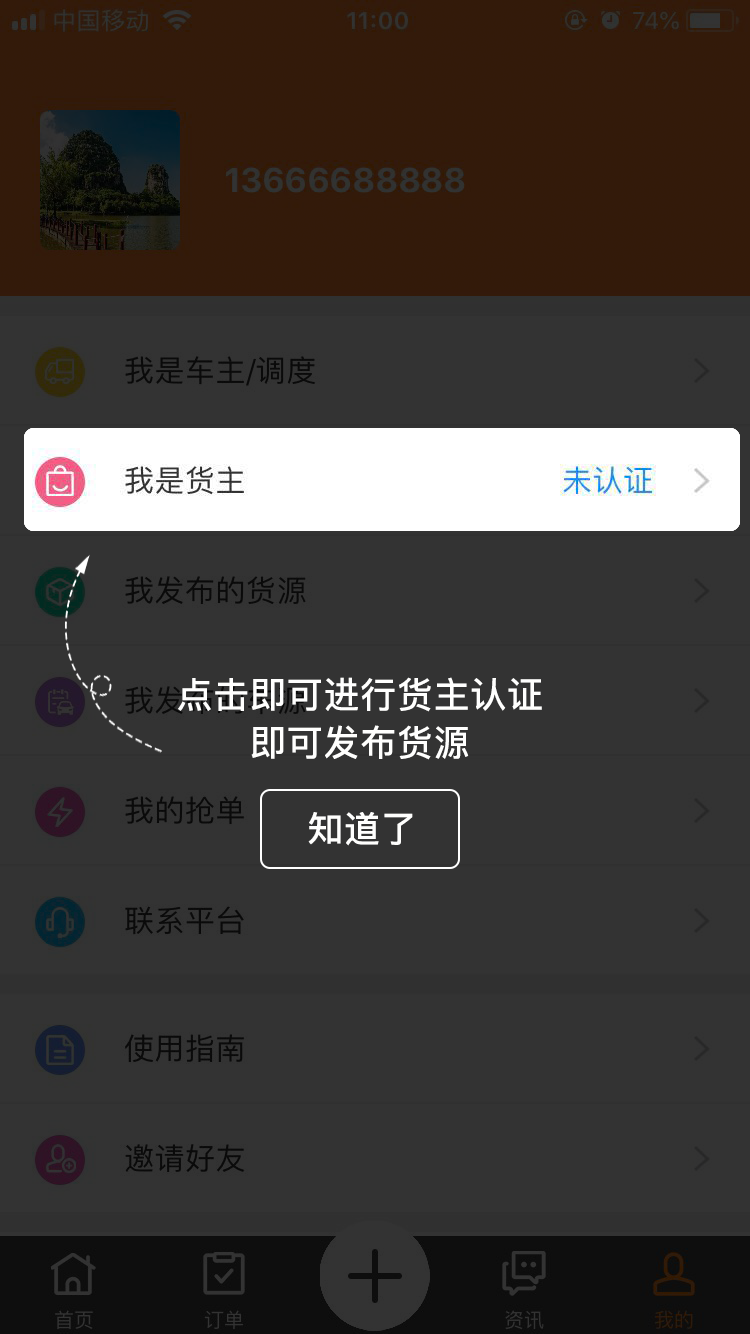 中国移动 11:00 74%
13666688888
我是车主/调度
我是货主 未认证
我发布的货源
点击即可进行货主认证
即可发布货源
知道了
我的抢单
联系平台
使用指南
邀请好友
首页 订单 资讯 我的